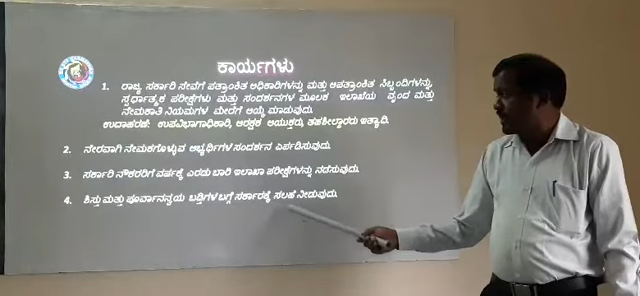 ಕಾರ್ಯಗಳು
1. ರಾಜ್ಯ ಸರ್ಕಾರಿ ಸೇವೆಗೆ ಪತ್ರಾಂಕಿತ ಅಧಿಕಾರಿಗಳನ್ನು ಮತ್ತು ಅಪತ್ರಾಂಕಿತ ಸಿಬ್ಬಂದಿಗಳನ್ನು,
ಸ್ಪರ್ಧಾತ್ಮಕ ಪರೀಕ್ಷೆಗಳು ಮತ್ತು ಸಂದರ್ಶನಗಳ ಮೂಲಕ ಇಲಾಖೆಯ ವೃಂದ ಮತ್ತು
ನೇಮಕಾತಿ ನಿಯಮಗಳ ಮೇರೆಗೆ ಆಯ್ಕೆ ಮಾಡುವುದು.
ಉದಾಹರಣೆ: ಉಪವಿಭಾಗಾಧಿಕಾರಿ, ಆರಕ್ಷಕ ಆಯುಕ್ತರು, ತಹಶೀಲ್ದಾರರು ಇತ್ಯಾದಿ.
2. ನೇರವಾಗಿ ನೇಮಕಗೊಳ್ಳುವ ಅಭ್ಯರ್ಥಿಗಳ ಸಂದರ್ಶನ ಏರ್ಪಡಿಸುವುದು.
3. ಸರ್ಕಾರಿ ನೌಕರರಿಗೆ ವರ್ಷಕ್ಕೆ ಎರಡು ಬಾರಿ ಇಲಾಖಾ ಪರೀಕ್ಷೆಗಳನ್ನು ನಡೆಸುವುದು.
4. ಶಿಸ್ತು ಮತ್ತು ಪೂರ್ವಾನ್ವಯ ಬಡ್ತಿಗಳ ಬಗ್ಗೆ ಸರ್ಕಾರಕ್ಕೆ ಸಲಹೆ ನೀಡುವುದು.